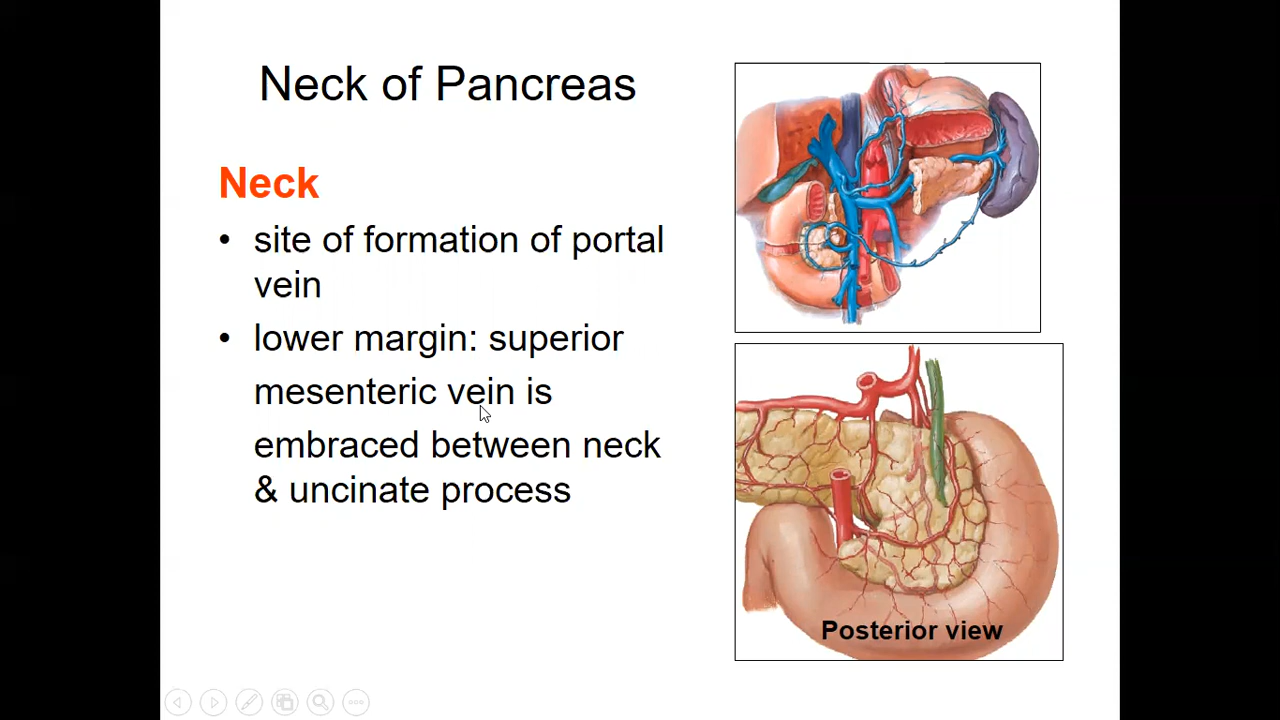 Neck of Pancreas
Neck
• site of formation of portal
vein
• lower margin: superior
mesenteric vein is
embraced between neck
& uncinate process
Posterior view